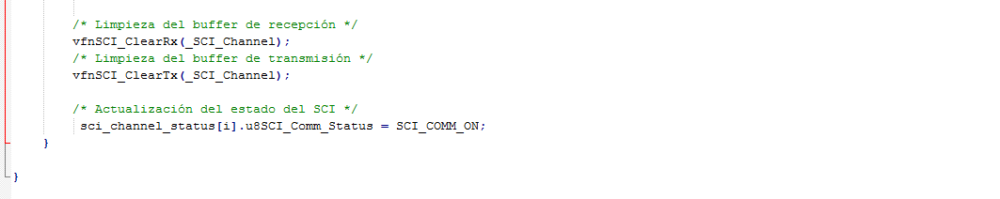 /* Limpieza del buffer de recepción */
vfnSCI_ClearRx(_SCI_Channel);
/* Limpieza del buffer de transmisión */
vfnSCI_ClearTx(_SCI_Channel);
/* Actualización del estado del SCI */
sci_channel_status[i].u8SCI_Comm_Status = SCI_COMM_ON;
}
}